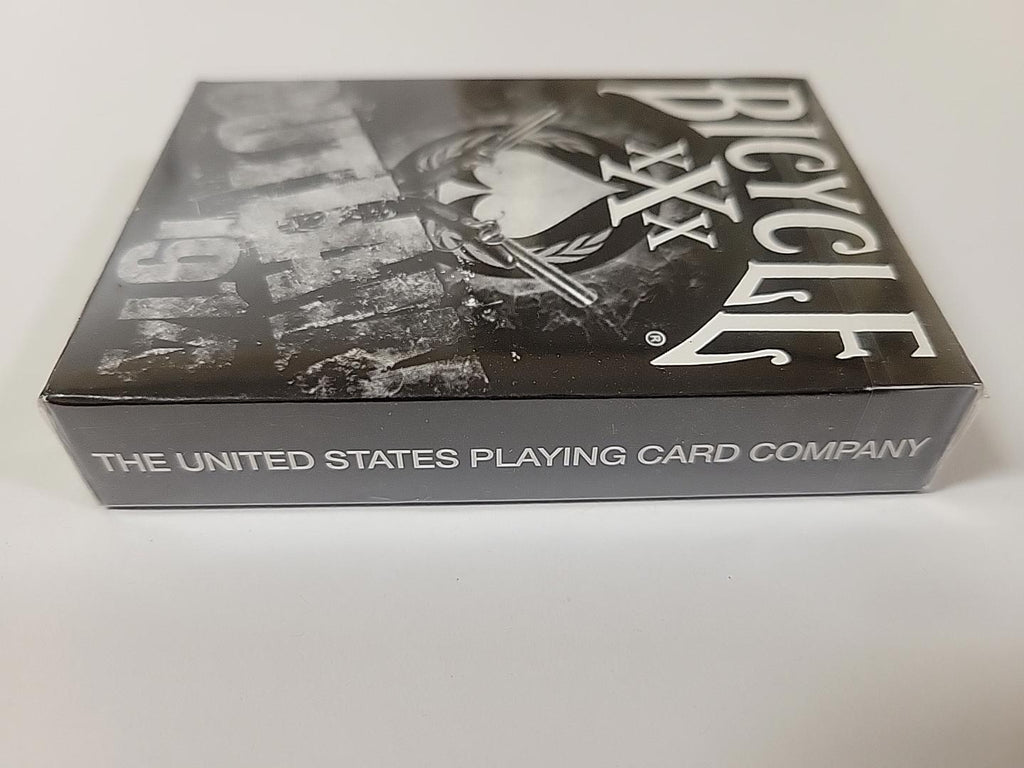 BICYCLE
®
XXX
THE UNITED STATES PLAYING CARD COMPANY